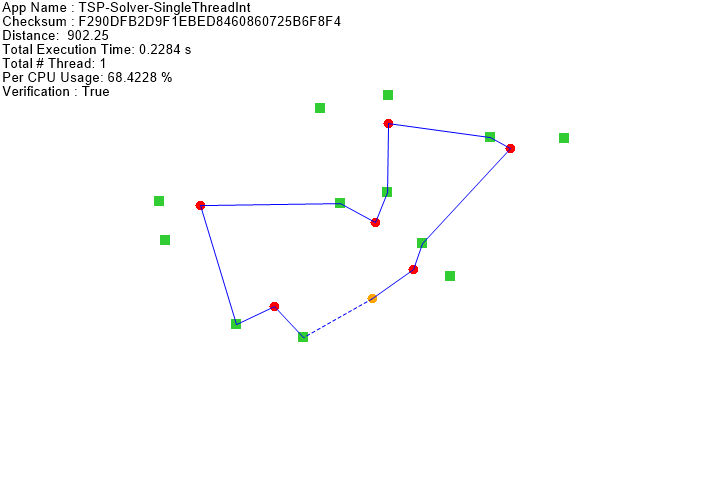 App Name : TSP-Solver-SingleThreadInt
Checksum : F290DFB2D9F1EBED8460860725B6F8F4
Distance:  902.25
Total Execution Time: 0.2284 s
Total # Thread: 1
Per CPU Usage: 68.4228 %
Verification : True